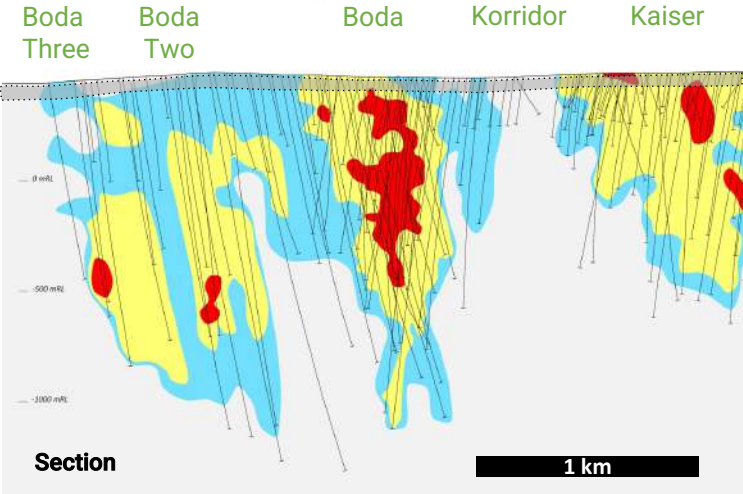 Boda Three
Boda Two
Boda
Korridor
Kaiser
0 mRL
-500 mRL
-1000 mRL
Section
1 km